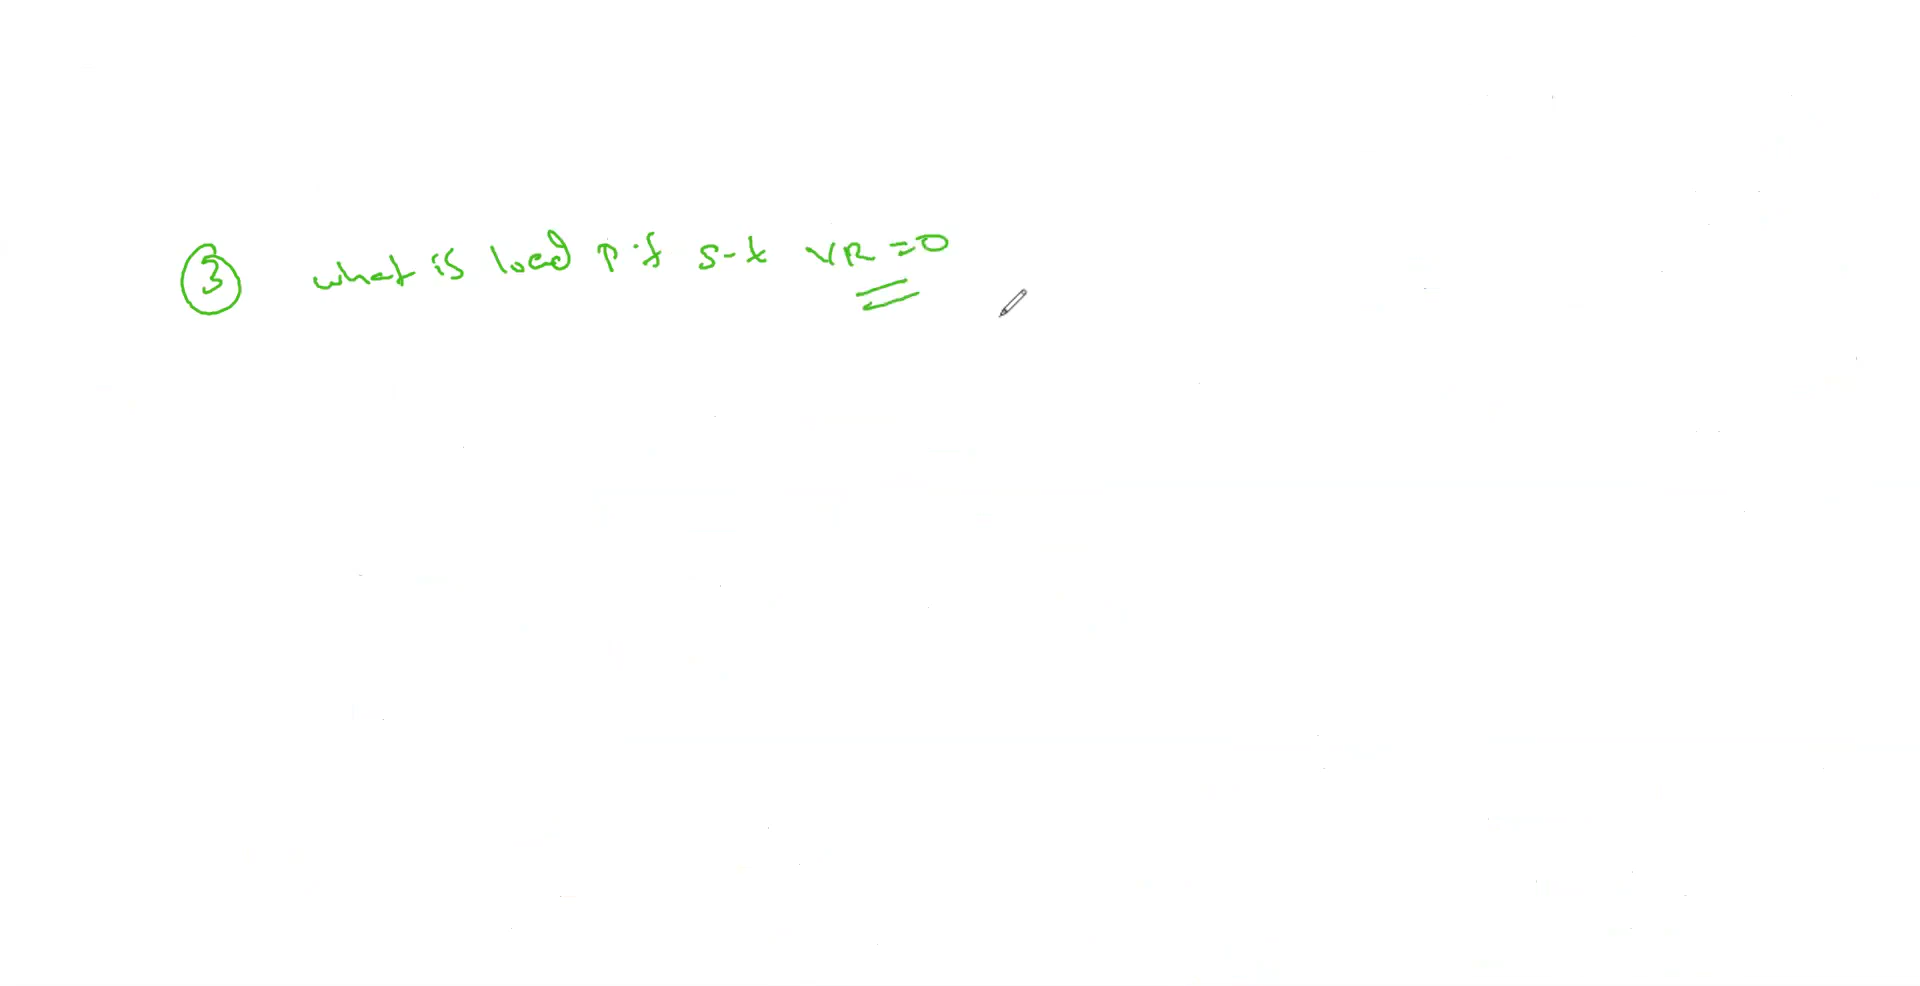 ③ what is load p.f s-t VR=0